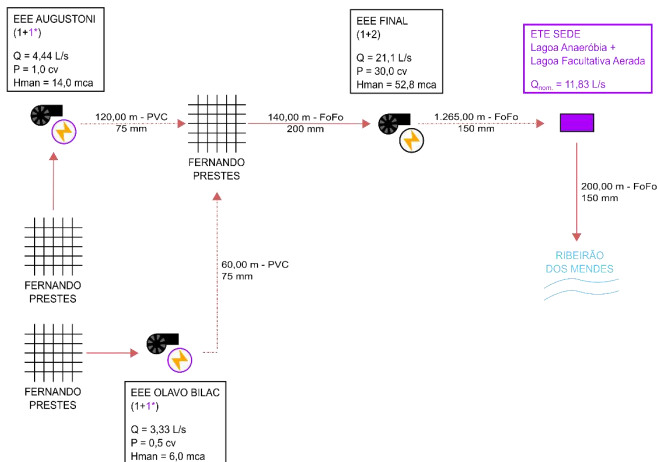 EEE AUGUSTONI
(1+1*)
Q = 4,44 L/s
P = 1,0 cv
Hman = 14,0 mca
EEE FINAL
(1+2)
Q = 21,1 L/s
P = 30,0 cv
Hman = 52,8 mca
ETE SEDE
Lagoa Anaeróbia +
Lagoa Facultativa Aerada
Qnom. = 11,83 L/s
120,00 m - PVC
75 mm
140,00 m - FoFo
200 mm
1.265,00 m - FoFo
150 mm
FERNANDO
PRESTES
200,00 m - FoFo
150 mm
FERNANDO
PRESTES
60,00 m - PVC
75 mm
RIBEIRÃO
DOS MENDES
FERNANDO
PRESTES
EEE OLAVO BILAC
(1+1*)
Q = 3,33 L/s
P = 0,5 cv
Hman = 6,0 mca